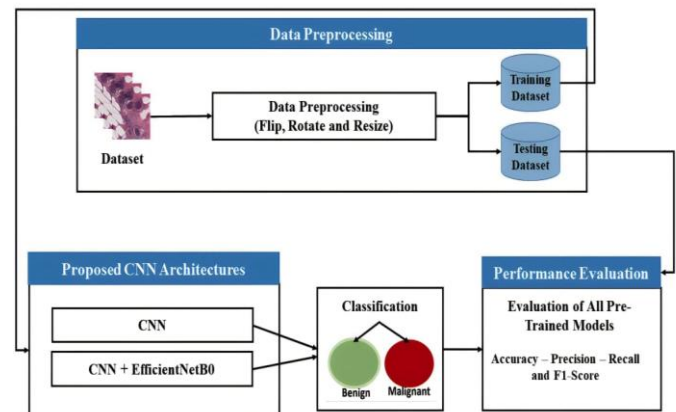 Data Preprocessing
Dataset
Data Preprocessing
(Flip, Rotate and Resize)
Training
Dataset
Testing
Dataset
Proposed CNN Architectures
CNN
CNN + EfficientNetB0
Classification
Benign
Malignant
Performance Evaluation
Evaluation of All Pre-
Trained Models
Accuracy – Precision – Recall
and F1-Score